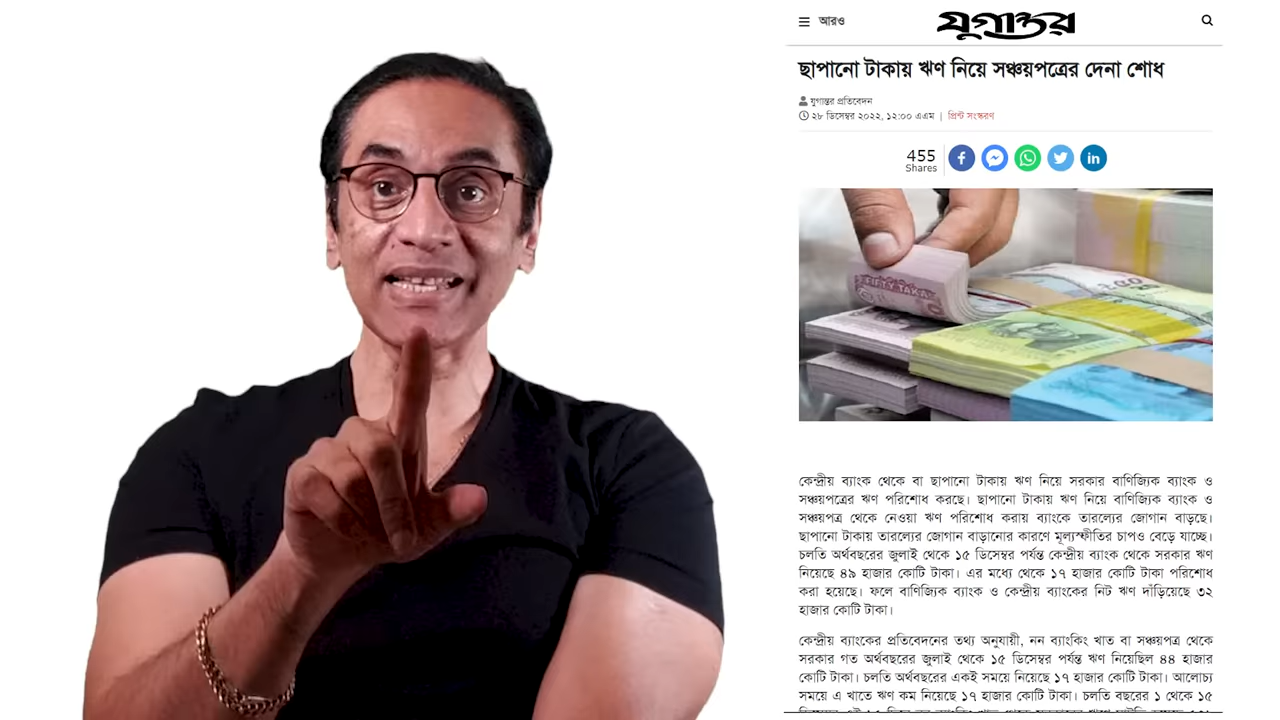 আরও
যুগান্তর
ছাপানো টাকায় ঋণ নিয়ে সঞ্চয়পত্রের দেনা শোধ
যুগান্তর প্রতিবেদন
২৮ ডিসেম্বর ২০২২, ১২:০০ এএম | প্রিন্ট সংস্করণ
455
Shares
FIFTY TAKA
কেন্দ্রীয় ব্যাংক থেকে বা ছাপানো টাকায় ঋণ নিয়ে সরকার বাণিজ্যিক ব্যাংক ও
সঞ্চয়পত্রের ঋণ পরিশোধ করছে। ছাপানো টাকায় ঋণ নিয়ে বাণিজ্যিক ব্যাংক ও
সঞ্চয়পত্র থেকে নেওয়া ঋণ পরিশোধ করায় ব্যাংকে তারল্যের জোগান বাড়ছে।
ছাপানো টাকায় তারল্যের জোগান বাড়ানোর কারণে মূল্যস্ফীতির চাপও বেড়ে যাচ্ছে।
চলতি অর্থবছরের জুলাই থেকে ১৫ ডিসেম্বর পর্যন্ত কেন্দ্রীয় ব্যাংক থেকে সরকার ঋণ
নিয়েছে ৪৯ হাজার কোটি টাকা। এর মধ্যে থেকে ১৭ হাজার কোটি টাকা পরিশোধ
করা হয়েছে। ফলে বাণিজ্যিক ব্যাংক ও কেন্দ্রীয় ব্যাংকের নিট ঋণ দাঁড়িয়েছে ৩২
হাজার কোটি টাকা।
কেন্দ্রীয় ব্যাংকের প্রতিবেদনের তথ্য অনুযায়ী, নন ব্যাংকিং খাত বা সঞ্চয়পত্র থেকে
সরকার গত অর্থবছরের জুলাই থেকে ১৫ ডিসেম্বর পর্যন্ত ঋণ নিয়েছিল ৪৪ হাজার
কোটি টাকা। চলতি অর্থবছরের একই সময়ে নিয়েছে ১৭ হাজার কোটি টাকা। আলোচ্য
সময়ে এ খাতে ঋণ কম নিয়েছে ১৭ হাজার কোটি টাকা। চলতি বছরের ১ থেকে ১৫